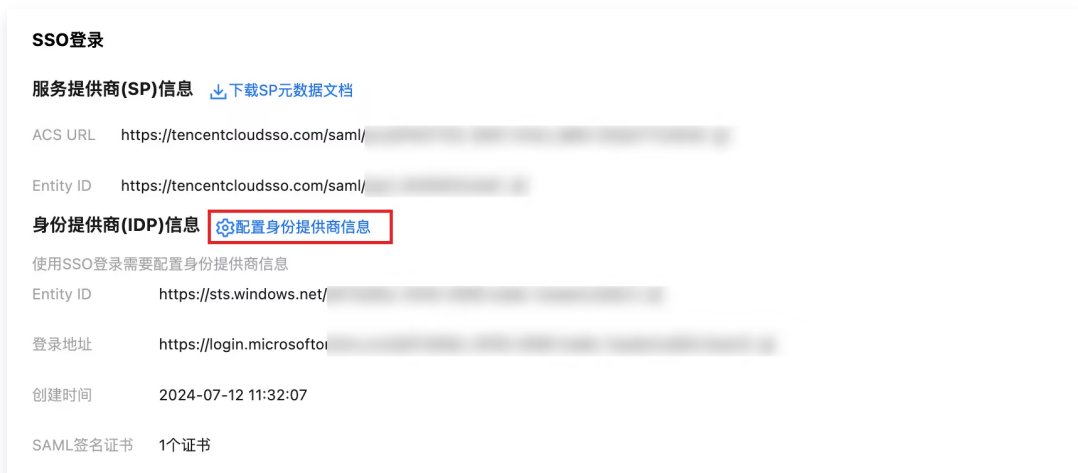 SSO登录
服务提供商(SP)信息 下载SP元数据文档
ACS URL https://tencentcloudsso.com/saml/
Entity ID https://tencentcloudsso.com/saml/
身份提供商(IDP)信息 配置身份提供商信息
使用SSO登录需要配置身份提供商信息
Entity ID https://sts.windows.net/
登录地址 https://login.microsoftor
创建时间 2024-07-12 11:32:07
SAML签名证书 1个证书